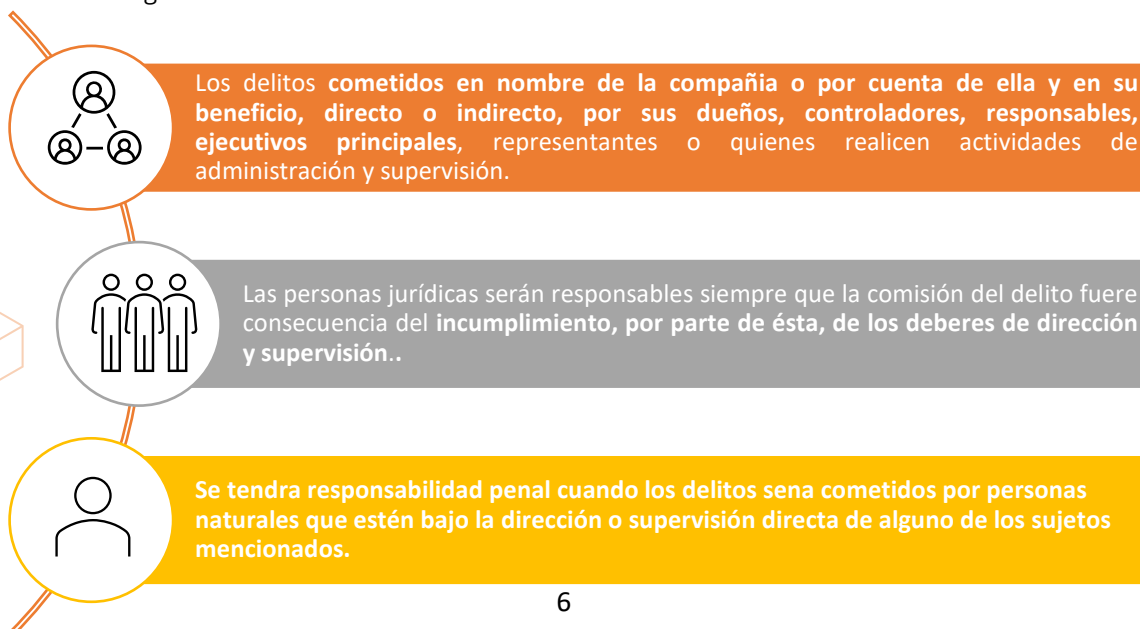 Los delitos cometidos en nombre de la compañia o por cuenta de ella y en su
beneficio, directo o indirecto, por sus dueños, controladores, responsables,
ejecutivos principales, representantes o quienes realicen actividades de
administración y supervisión.
Las personas jurídicas serán responsables siempre que la comisión del delito fuere
consecuencia del incumplimiento, por parte de ésta, de los deberes de dirección
y supervisión..
Se tendra responsabilidad penal cuando los delitos sena cometidos por personas
naturales que estén bajo la dirección o supervisión directa de alguno de los sujetos
mencionados.
6